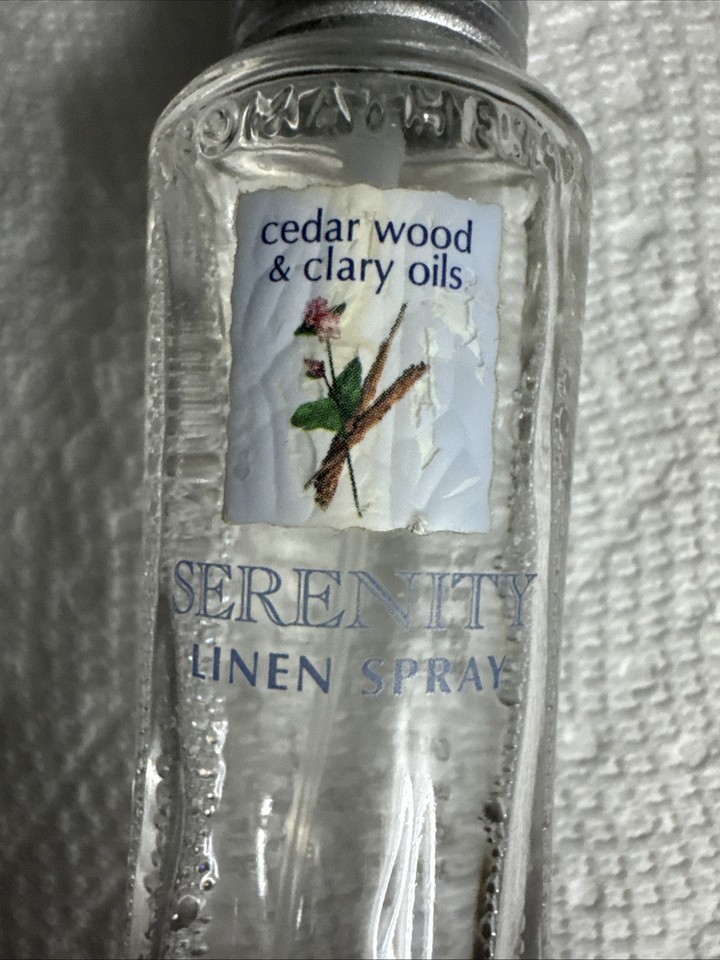 cedar wood
& clary oils
SERENITY
LINEN SPRAY